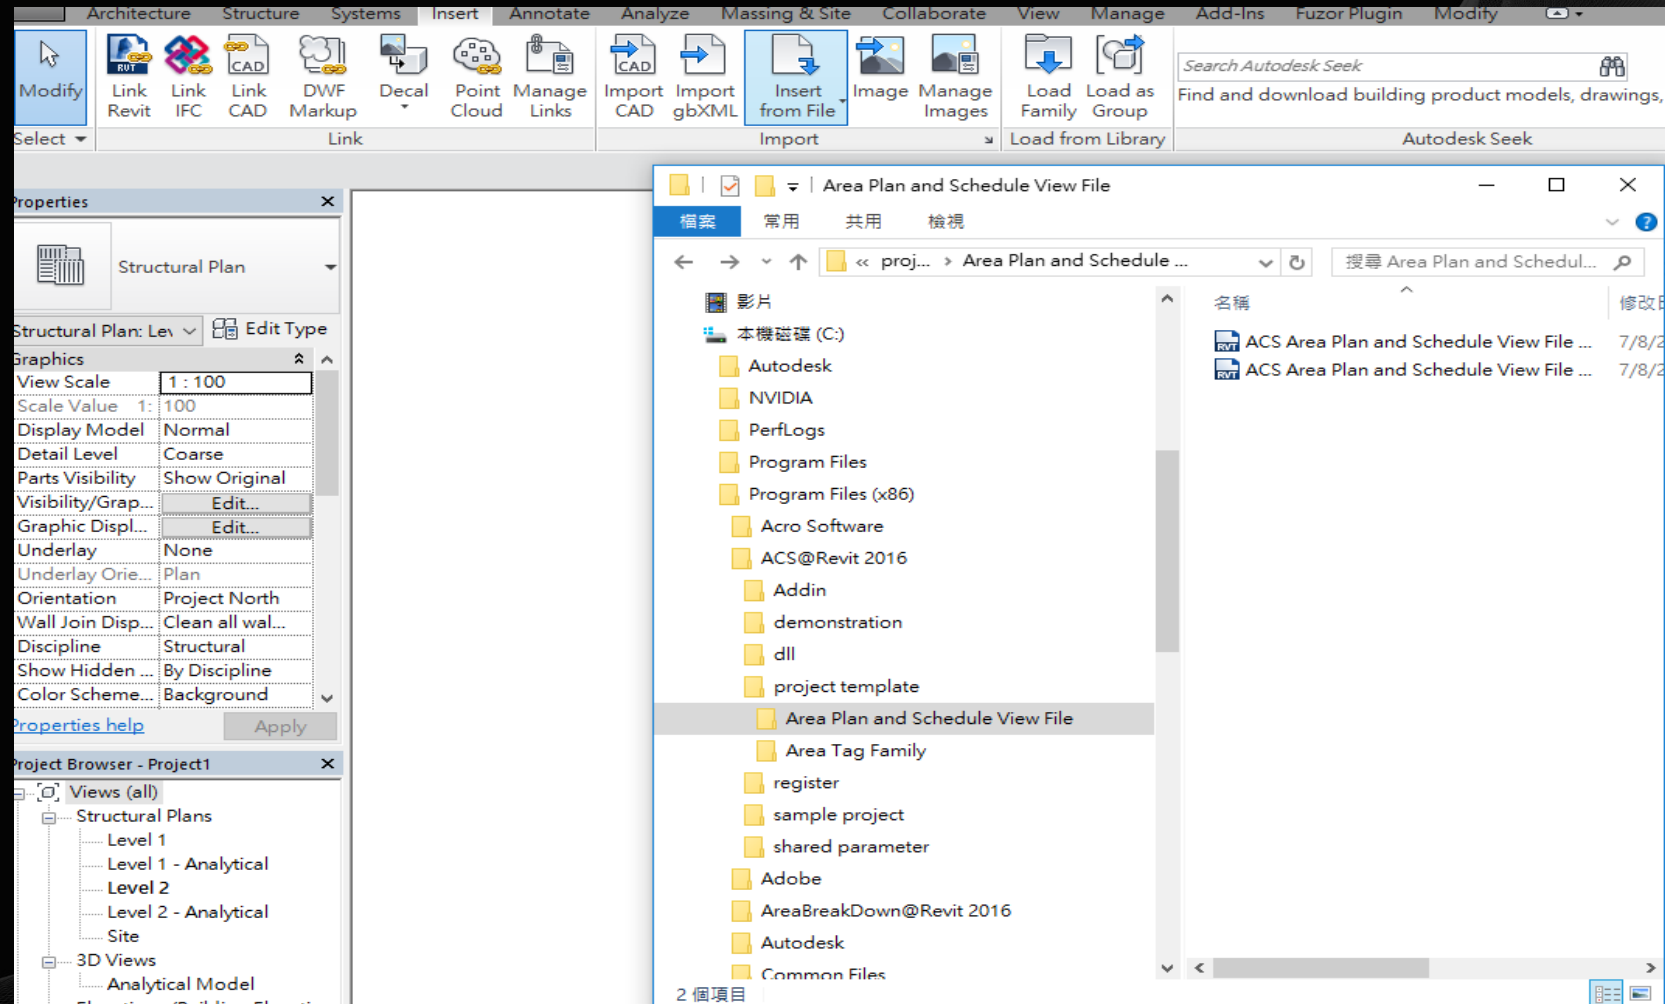 Architecture Structure Systems Insert Annotate Analyze Massing & Site Collaborate View Manage Add-Ins Fuzor Plugin Modify
Modify
Link Revit
Link IFC
Link CAD
DWF Markup
Decal
Point Cloud
Manage Links
Import CAD
Import gbXML
Insert from File
Image
Manage Images
Load Family
Load as Group
Search Autodesk Seek
Find and download building product models, drawings,
Select
Link
Import
Load from Library
Autodesk Seek
RVT
CAD
CAD
Properties
Structural Plan
Structural Plan: Lev
Edit Type
Graphics
View Scale 1 : 100
Scale Value 1: 100
Display Model Normal
Detail Level Coarse
Parts Visibility Show Original
Visibility/Grap... Edit...
Graphic Displ... Edit...
Underlay None
Underlay Orie... Plan
Orientation Project North
Wall Join Disp... Clean all wal...
Discipline Structural
Show Hidden ... By Discipline
Color Scheme... Background
Properties help
Apply
Project Browser - Project1
Views (all)
Structural Plans
Level 1
Level 1 - Analytical
Level 2
Level 2 - Analytical
Site
3D Views
Analytical Model
Area Plan and Schedule View File
檔案 常用 共用 檢視
« proj... › Area Plan and Schedule ...
搜尋 Area Plan and Schedul...
影片
本機磁碟 (C:)
Autodesk
NVIDIA
PerfLogs
Program Files
Program Files (x86)
Acro Software
ACS@Revit 2016
Addin
demonstration
dll
project template
Area Plan and Schedule View File
Area Tag Family
register
sample project
shared parameter
Adobe
AreaBreakDown@Revit 2016
Autodesk
Common Files
名稱 修改
RVT ACS Area Plan and Schedule View File ... 7/8/2
RVT ACS Area Plan and Schedule View File ... 7/8/2
2 個項目